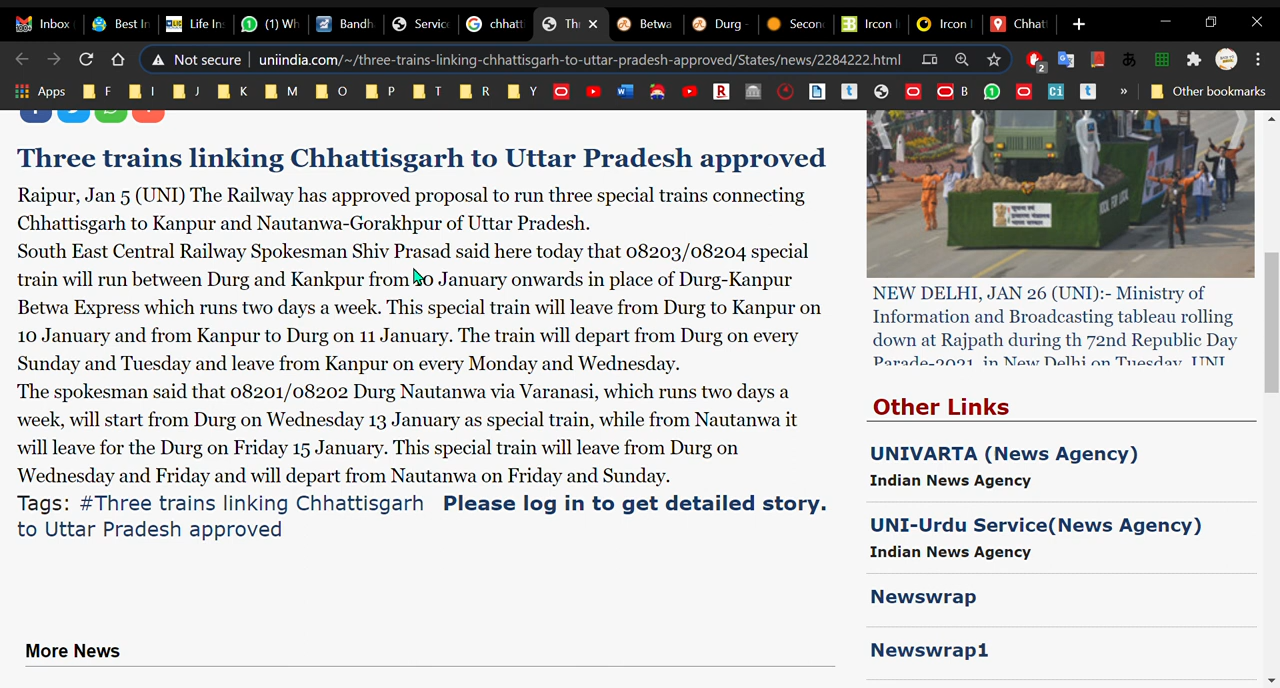 Inbox
Best In
Life Ins
(1) Wh
Bandh
Servic
chhatt
Th
Betwa
Durg -
Secon
Ircon I
Ircon
Chhat
Not secure
uniindia.com/~/three-trains-linking-chhattisgarh-to-uttar-pradesh-approved/States/news/2284222.html
2
Apps
F
I
J
K
M
O
P
T
R
Y
B
Ci
»
Other bookmarks
Three trains linking Chhattisgarh to Uttar Pradesh approved
Raipur, Jan 5 (UNI) The Railway has approved proposal to run three special trains connecting
Chhattisgarh to Kanpur and Nautanwa-Gorakhpur of Uttar Pradesh.
South East Central Railway Spokesman Shiv Prasad said here today that 08203/08204 special
train will run between Durg and Kankpur from 10 January onwards in place of Durg-Kanpur
Betwa Express which runs two days a week. This special train will leave from Durg to Kanpur on
10 January and from Kanpur to Durg on 11 January. The train will depart from Durg on every
Sunday and Tuesday and leave from Kanpur on every Monday and Wednesday.
The spokesman said that 08201/08202 Durg Nautanwa via Varanasi, which runs two days a
week, will start from Durg on Wednesday 13 January as special train, while from Nautanwa it
will leave for the Durg on Friday 15 January. This special train will leave from Durg on
Wednesday and Friday and will depart from Nautanwa on Friday and Sunday.
Tags: #Three trains linking Chhattisgarh
to Uttar Pradesh approved
Please log in to get detailed story.
More News
NEW DELHI, JAN 26 (UNI):- Ministry of
Information and Broadcasting tableau rolling
down at Rajpath during th 72nd Republic Day
Parade-2021, in New Delhi on Tuesday. UNI
Other Links
UNIVARTA (News Agency)
Indian News Agency
UNI-Urdu Service(News Agency)
Indian News Agency
Newswrap
Newswrap1